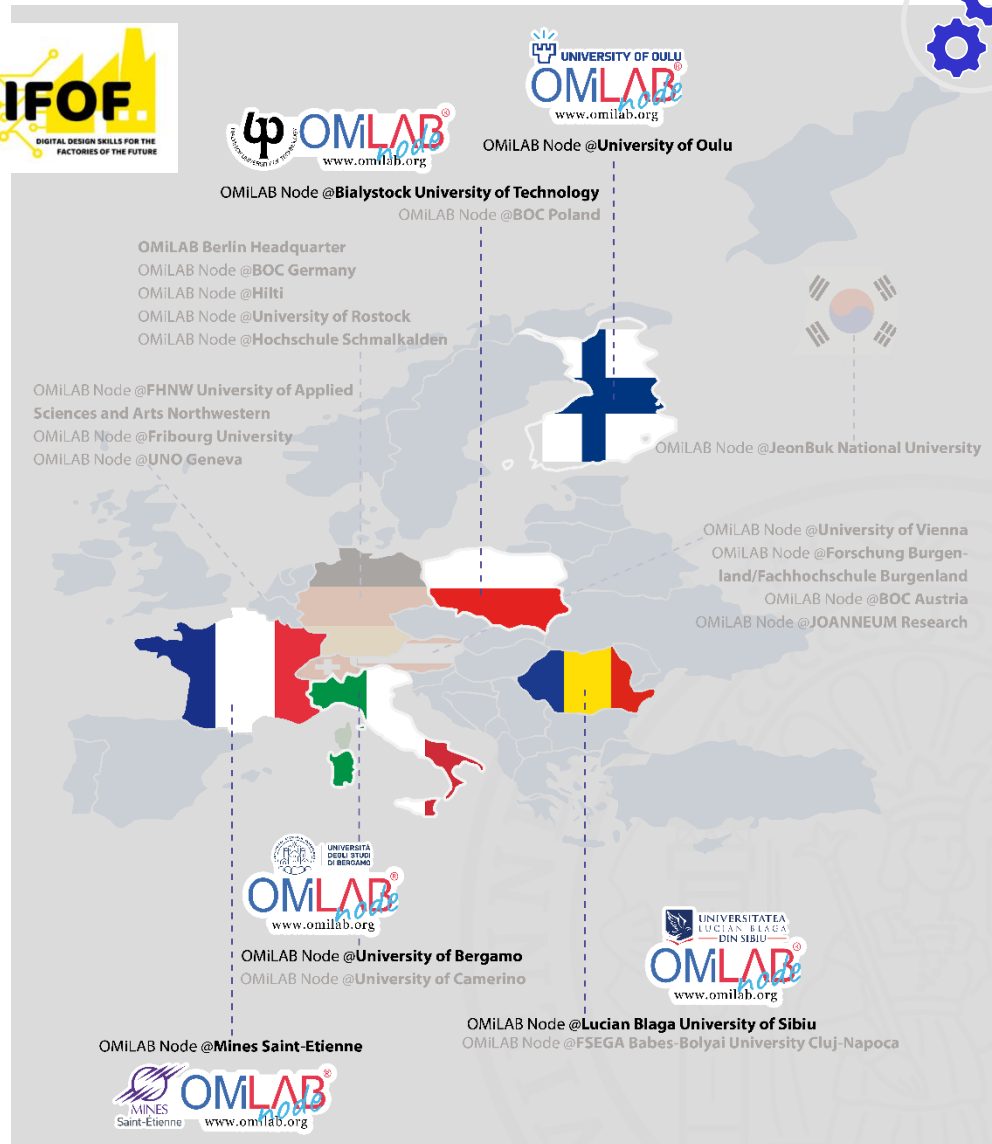 IFOF
DIGITAL DESIGN SKILLS FOR THE
FACTORIES OF THE FUTURE
UNIVERSITY OF OULU
OMiLAB®
node
www.omilab.org
OMiLAB Node @University of Oulu
OMiLAB®
node
www.omilab.org
OMiLAB Node @Bialystock University of Technology
OMiLAB Node @BOC Poland
OMiLAB Berlin Headquarter
OMiLAB Node @BOC Germany
OMiLAB Node @Hilti
OMiLAB Node @University of Rostock
OMiLAB Node @Hochschule Schmalkalden
OMiLAB Node @FHNW University of Applied
Sciences and Arts Northwestern
OMiLAB Node @Fribourg University
OMiLAB Node @UNO Geneva
OMiLAB Node @JeonBuk National University
OMiLAB Node @University of Vienna
OMiLAB Node @Forschung Burgen-
land/Fachhochschule Burgenland
OMiLAB Node @BOC Austria
OMiLAB Node @JOANNEUM Research
UNIVERSITÀ
DEGLI STUDI
DI BERGAMO
OMiLAB®
node
www.omilab.org
OMiLAB Node @University of Bergamo
OMiLAB Node @University of Camerino
UNIVERSITATEA
LUCIAN BLAGA
DIN SIBIU
OMiLAB®
node
www.omilab.org
OMiLAB Node @Lucian Blaga University of Sibiu
OMiLAB Node @FSEGA Babes-Bolyai University Cluj-Napoca
OMiLAB Node @Mines Saint-Etienne
MINES
Saint-Étienne
OMiLAB®
node
www.omilab.org